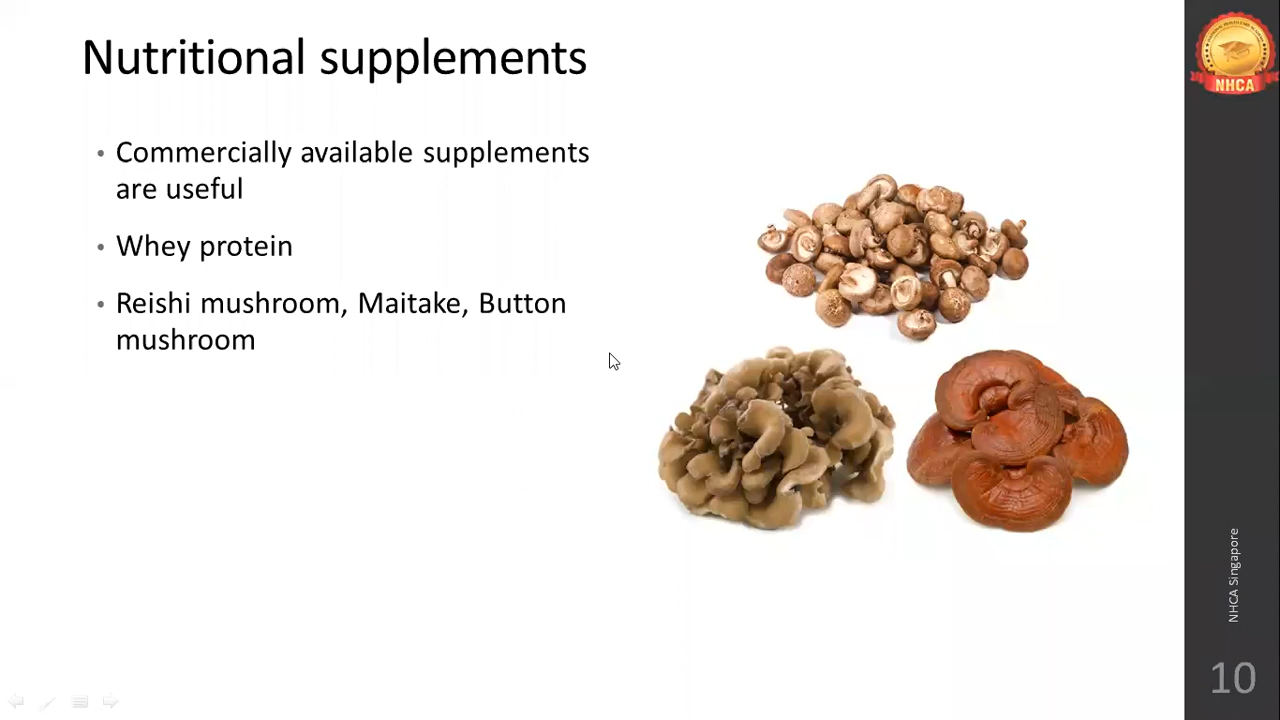 Nutritional supplements
• Commercially available supplements
are useful
• Whey protein
• Reishi mushroom, Maitake, Button
mushroom
NHCA
NHCA Singapore
10